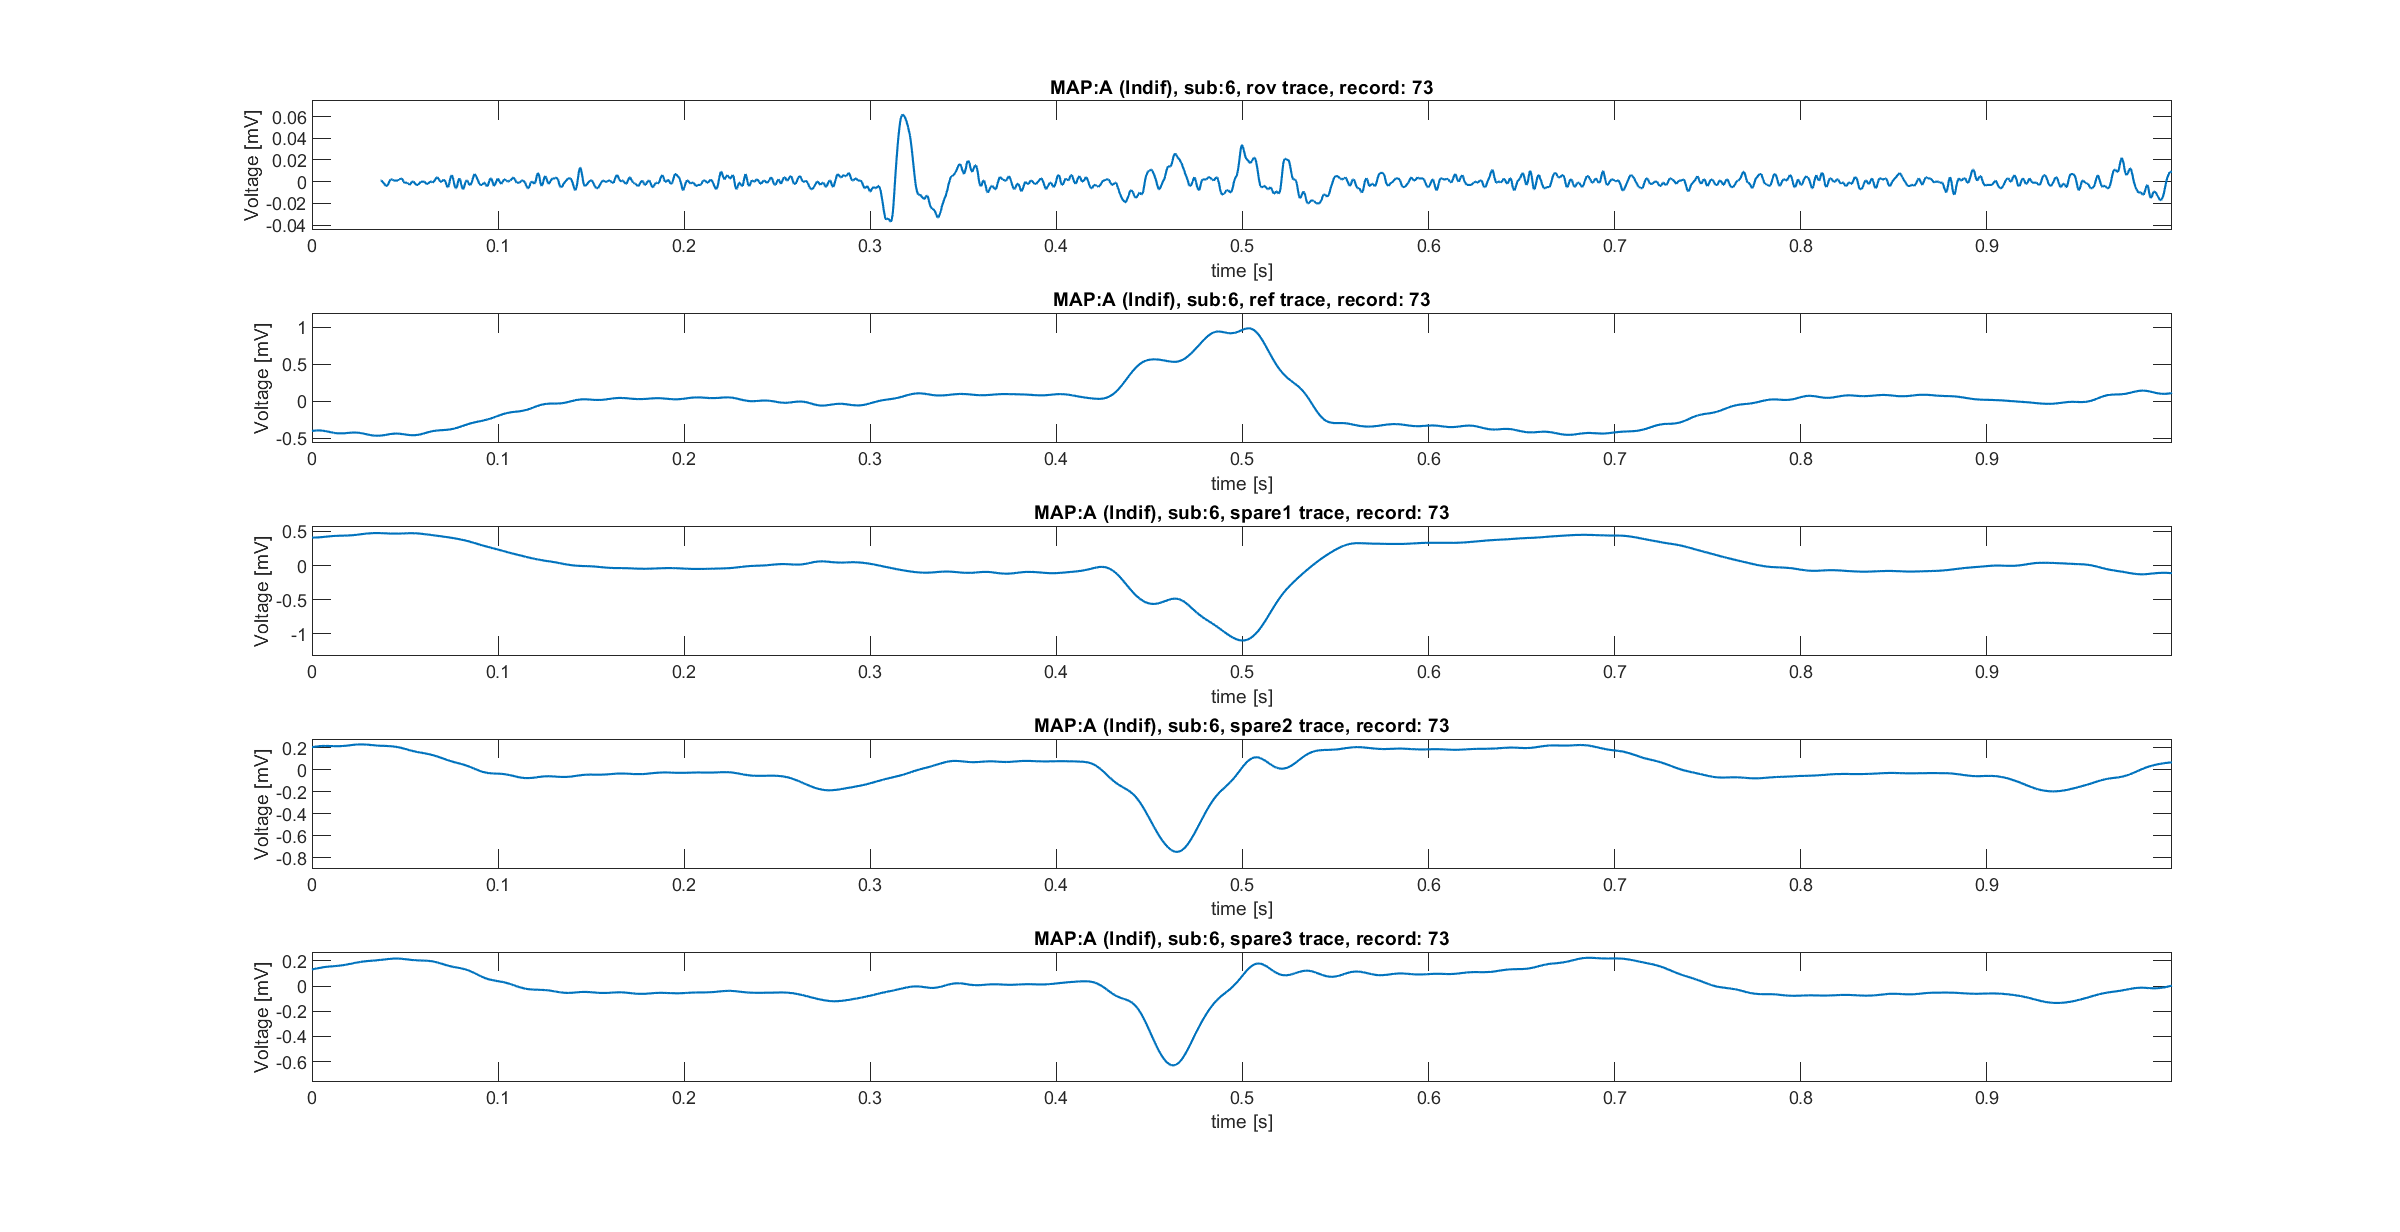 MAP:A (Indif), sub:6, rov trace, record: 73
Voltage [mV]
0.06
0.04
0.02
0
-0.02
-0.04
0 0.1 0.2 0.3 0.4 0.5 0.6 0.7 0.8 0.9
time [s]
MAP:A (Indif), sub:6, ref trace, record: 73
Voltage [mV]
1
0.5
0
-0.5
0 0.1 0.2 0.3 0.4 0.5 0.6 0.7 0.8 0.9
time [s]
MAP:A (Indif), sub:6, spare1 trace, record: 73
Voltage [mV]
0.5
0
-0.5
-1
0 0.1 0.2 0.3 0.4 0.5 0.6 0.7 0.8 0.9
time [s]
MAP:A (Indif), sub:6, spare2 trace, record: 73
Voltage [mV]
0.2
0
-0.2
-0.4
-0.6
-0.8
0 0.1 0.2 0.3 0.4 0.5 0.6 0.7 0.8 0.9
time [s]
MAP:A (Indif), sub:6, spare3 trace, record: 73
Voltage [mV]
0.2
0
-0.2
-0.4
-0.6
0 0.1 0.2 0.3 0.4 0.5 0.6 0.7 0.8 0.9
time [s]